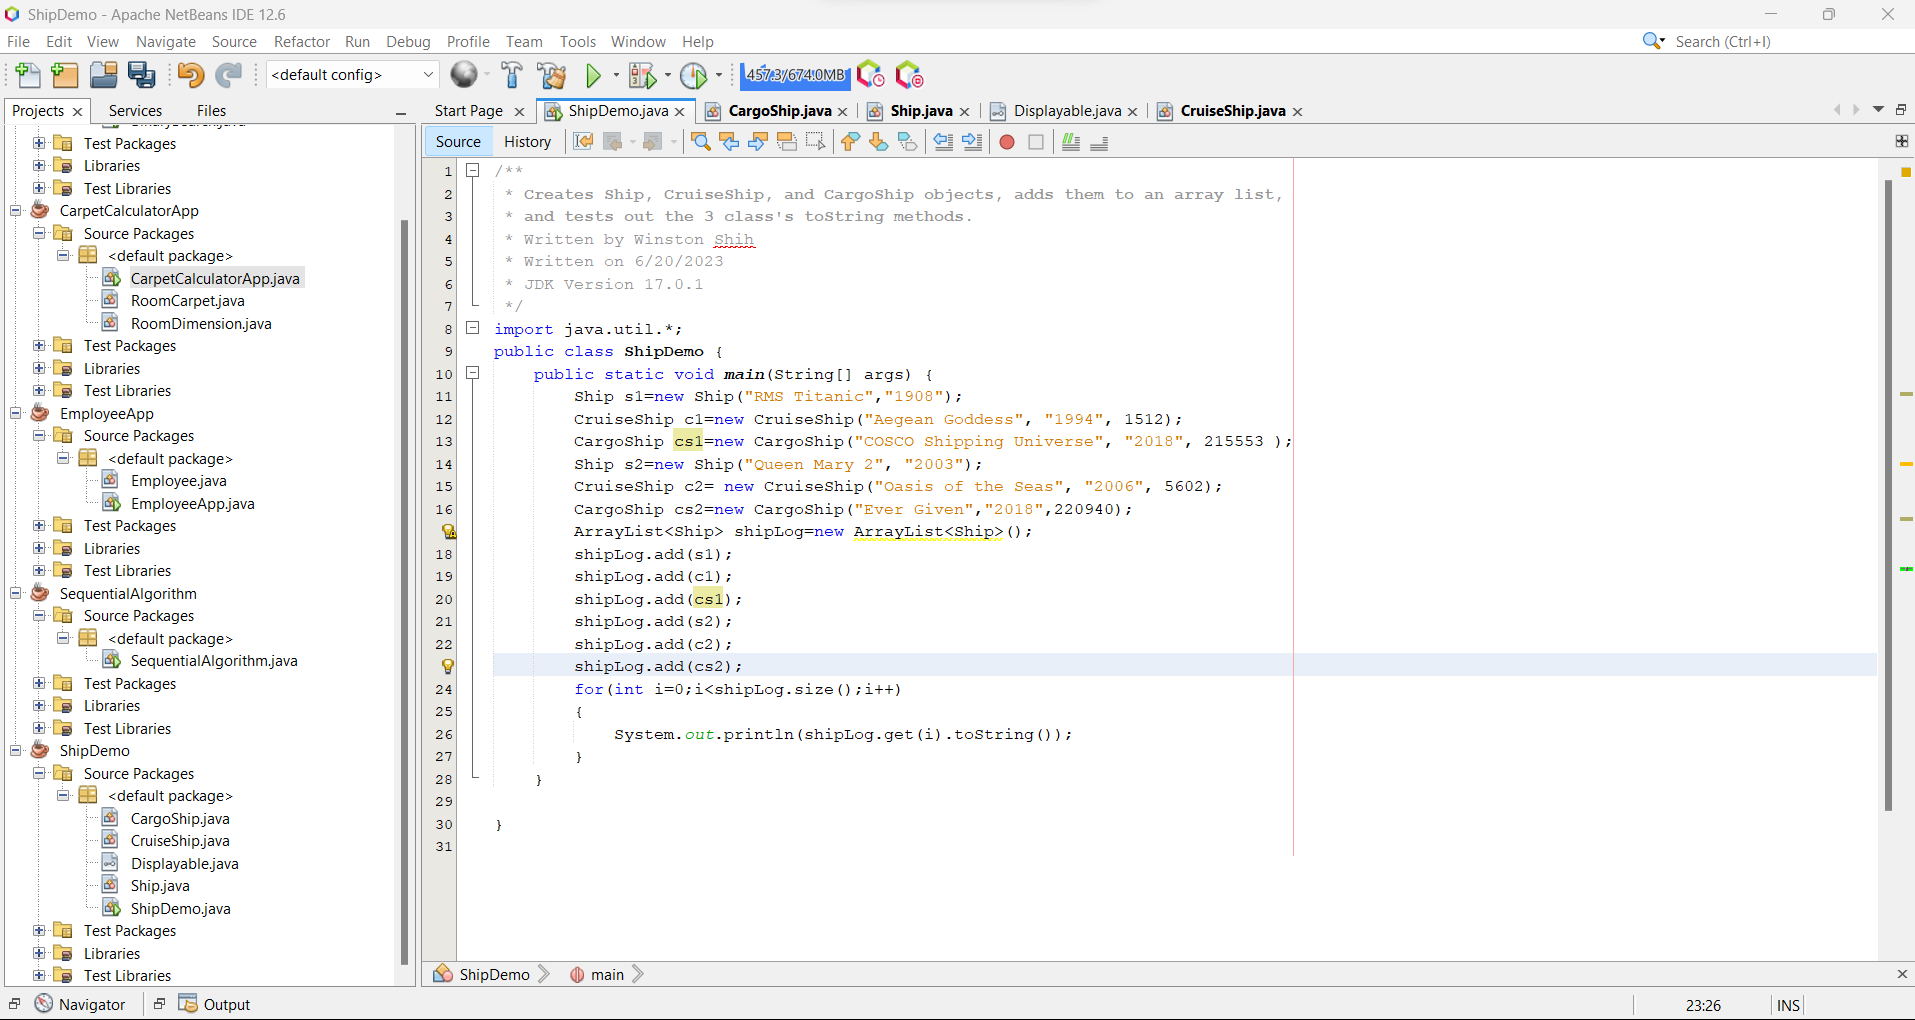 ShipDemo - Apache NetBeans IDE 12.6
File Edit View Navigate Source Refactor Run Debug Profile Team Tools Window Help
Search (Ctrl+I)
<default config>
457.3/674.0MB
Projects Services Files
Start Page ShipDemo.java CargoShip.java Ship.java Displayable.java CruiseShip.java
Source History
Test Packages
Libraries
Test Libraries
CarpetCalculatorApp
Source Packages
<default package>
CarpetCalculatorApp.java
RoomCarpet.java
RoomDimension.java
Test Packages
Libraries
Test Libraries
EmployeeApp
Source Packages
<default package>
Employee.java
EmployeeApp.java
Test Packages
Libraries
Test Libraries
SequentialAlgorithm
Source Packages
<default package>
SequentialAlgorithm.java
Test Packages
Libraries
Test Libraries
ShipDemo
Source Packages
<default package>
CargoShip.java
CruiseShip.java
Displayable.java
Ship.java
ShipDemo.java
Test Packages
Libraries
Test Libraries
1 /**
2 * Creates Ship, CruiseShip, and CargoShip objects, adds them to an array list,
3 * and tests out the 3 class's toString methods.
4 * Written by Winston Shih
5 * Written on 6/20/2023
6 * JDK Version 17.0.1
7 */
8 import java.util.*;
9 public class ShipDemo {
10 public static void main(String[] args) {
11 Ship s1=new Ship("RMS Titanic","1908");
12 CruiseShip c1=new CruiseShip("Aegean Goddess", "1994", 1512);
13 CargoShip cs1=new CargoShip("COSCO Shipping Universe", "2018", 215553 );
14 Ship s2=new Ship("Queen Mary 2", "2003");
15 CruiseShip c2= new CruiseShip("Oasis of the Seas", "2006", 5602);
16 CargoShip cs2=new CargoShip("Ever Given","2018",220940);
ArrayList<Ship> shipLog=new ArrayList<Ship>();
18 shipLog.add(s1);
19 shipLog.add(c1);
20 shipLog.add(cs1);
21 shipLog.add(s2);
22 shipLog.add(c2);
shipLog.add(cs2);
24 for(int i=0;i<shipLog.size();i++)
25 {
26 System.out.println(shipLog.get(i).toString());
27 }
28 }
29
30 }
31
ShipDemo main
Navigator Output
23:26 INS